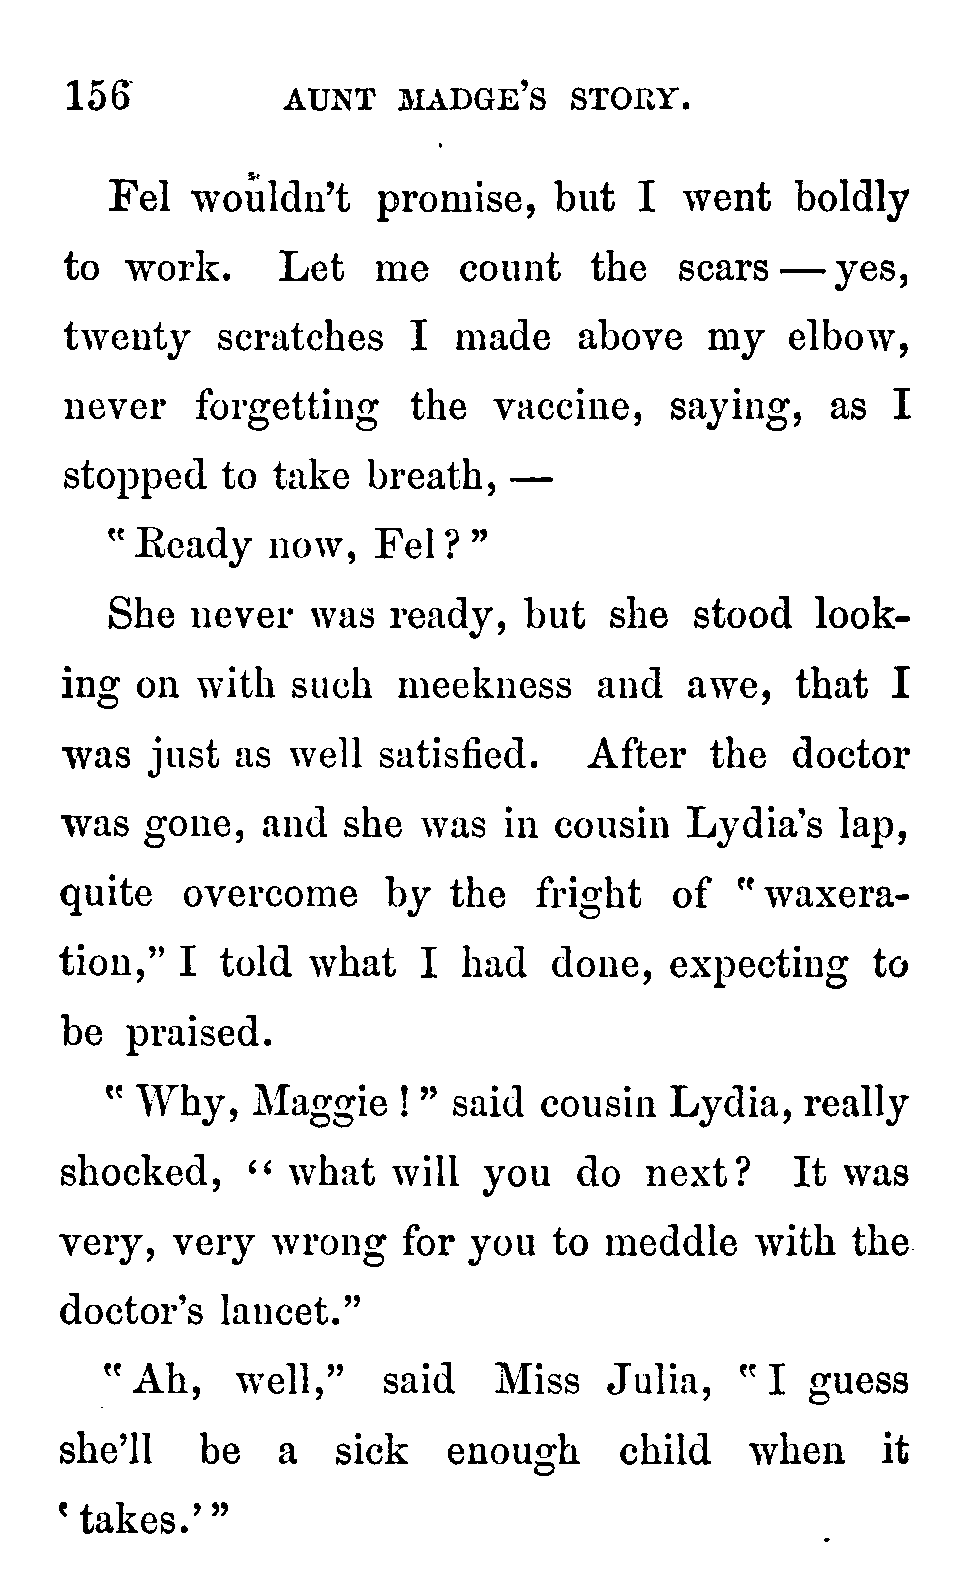 156 AUNT MADGE'S STORY.
Fel wouldn't promise, but I went boldly
to work. Let me count the scars — yes,
twenty scratches I made above my elbow,
never forgetting the vaccine, saying, as I
stopped to take breath, —
"Ready now, Fel?"
She never was ready, but she stood look-
ing on with such meekness and awe, that I
was just as well satisfied. After the doctor
was gone, and she was in cousin Lydia's lap,
quite overcome by the fright of "waxera-
tion," I told what I had done, expecting to
be praised.
"Why, Maggie!" said cousin Lydia, really
shocked, "what will you do next? It was
very, very wrong for you to meddle with the
doctor's lancet."
"Ah, well," said Miss Julia, "I guess
she'll be a sick enough child when it
'takes.'"